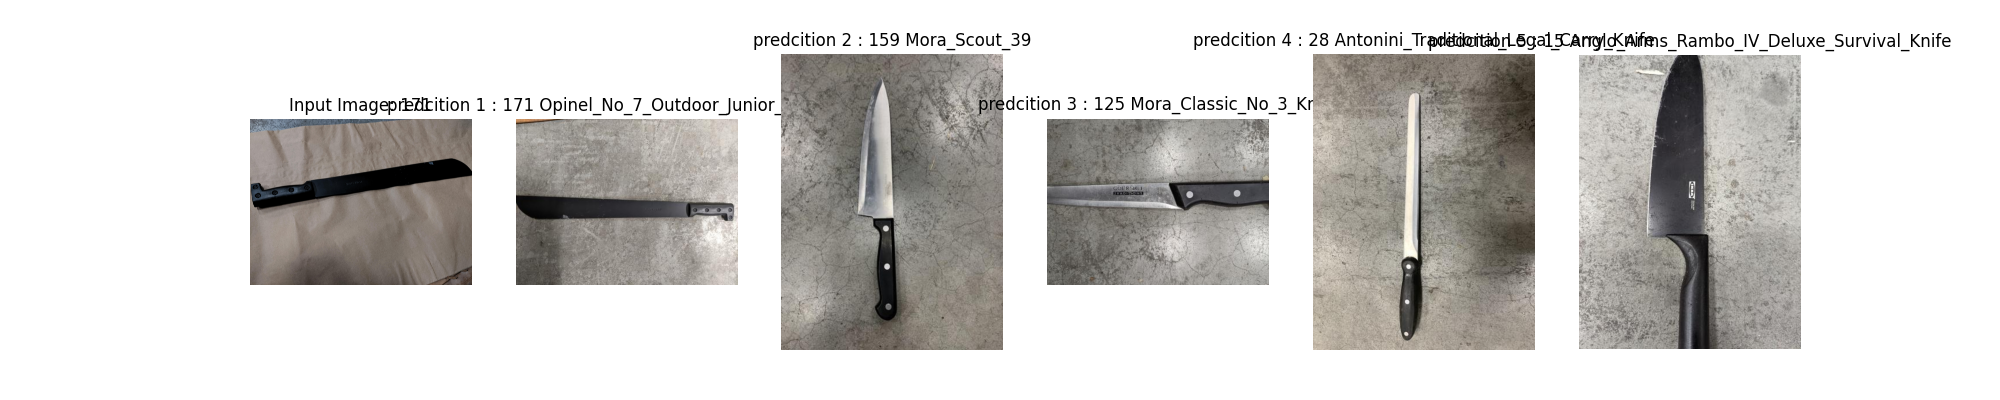 Input Image: 171
predcition 1 : 171 Opinel_No_7_Outdoor_Junior_
predcition 2 : 159 Mora_Scout_39
predcition 3 : 125 Mora_Classic_No_3_Kn
predcition 4 : 28 Antonini_Traditional_Legal_Carry_Knife
predcition 5 : 15 Anglo_Arms_Rambo_IV_Deluxe_Survival_Knife